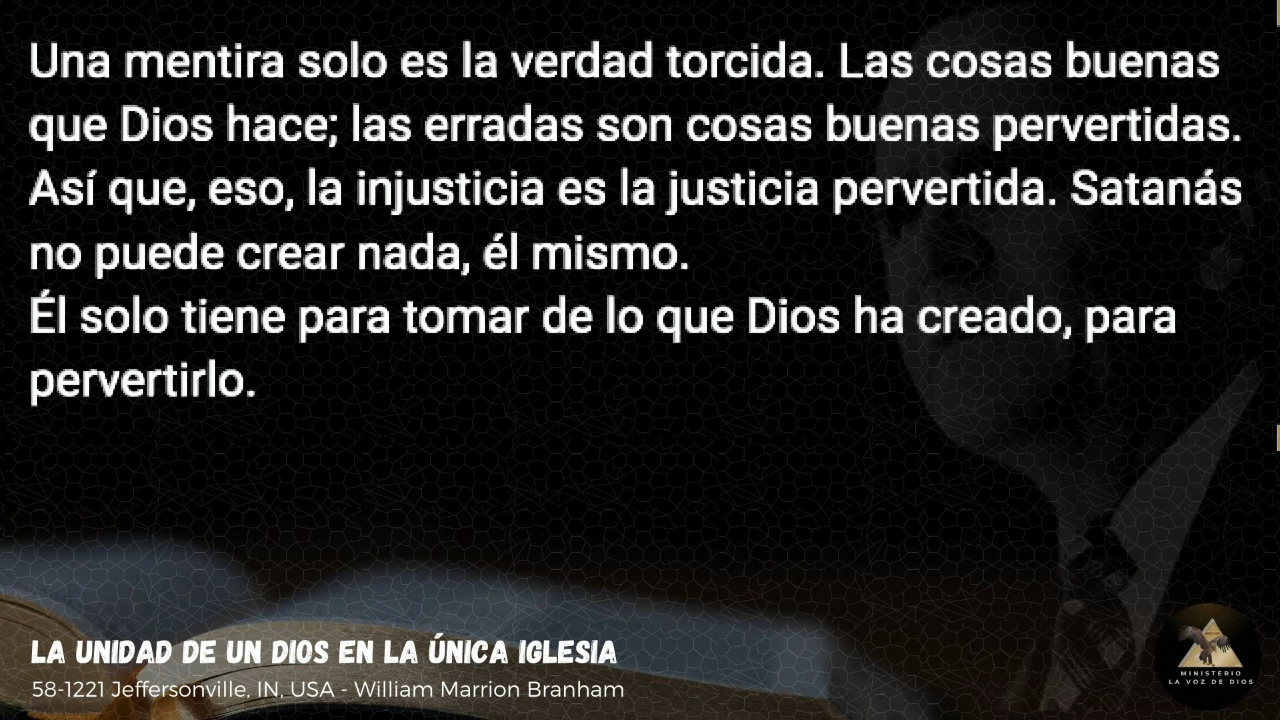 Una mentira solo es la verdad torcida. Las cosas buenas
que Dios hace; las erradas son cosas buenas pervertidas.
Así que, eso, la injusticia es la justicia pervertida. Satanás
no puede crear nada, él mismo.
Él solo tiene para tomar de lo que Dios ha creado, para
pervertirlo.
LA UNIDAD DE UN DIOS EN LA ÚNICA IGLESIA
58-1221 Jeffersonville, IN, USA - William Marrion Branham
MINISTERIO
LA VOZ DE DIOS